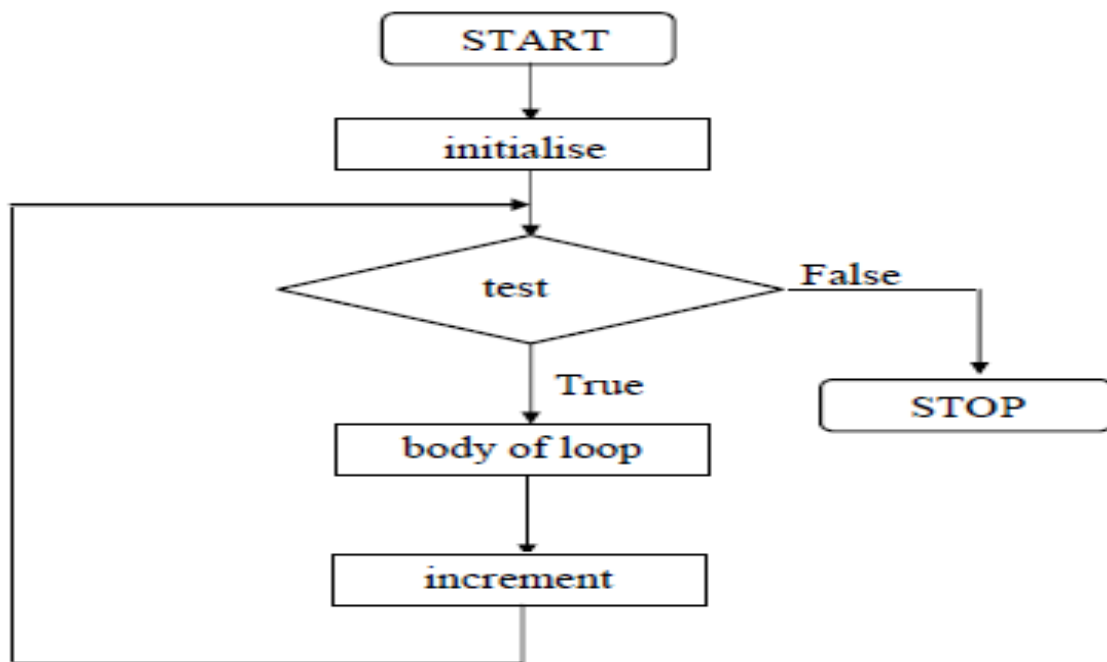 START
initialise
test
False
True
STOP
body of loop
increment